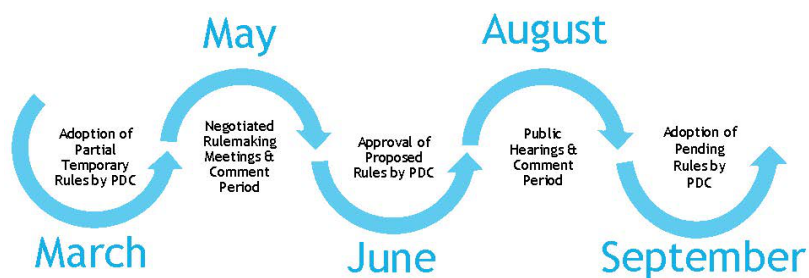 May
August
Adoption of
Partial
Temporary
Rules by PDC
Negotiated
Rulemaking
Meetings &
Comment
Period
Approval of
Proposed
Rules by PDC
Public
Hearings &
Comment
Period
Adoption of
Pending
Rules by
PDC
March
June
September